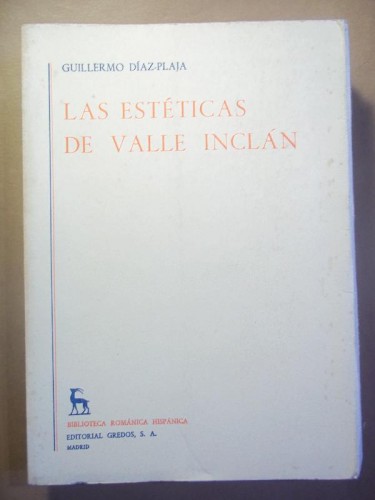 GUILLERMO DÍAZ-PLAJA
LAS ESTÉTICAS
DE VALLE INCLÁN
BIBLIOTECA ROMÁNICA HISPÁNICA
EDITORIAL GREDOS, S. A.
MADRID